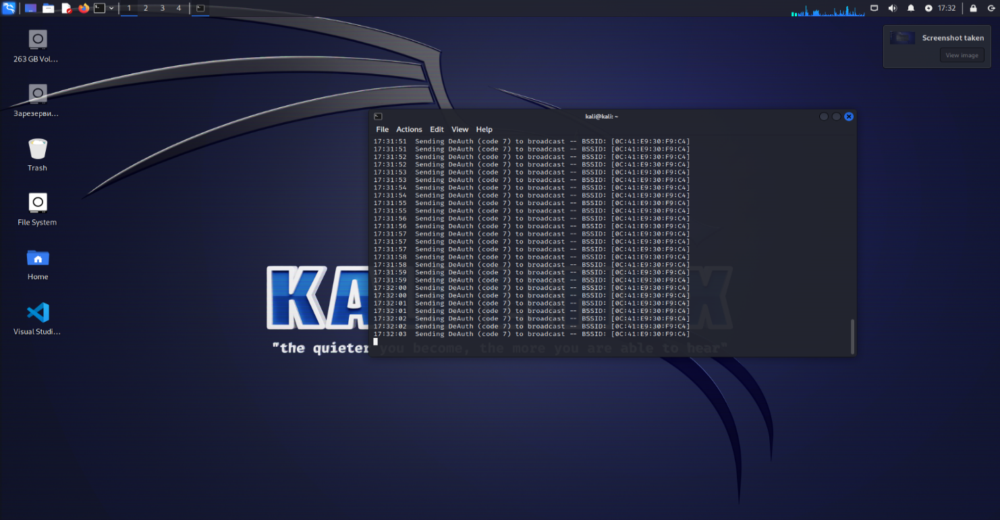 1 2 3 4
17:32
Screenshot taken
View image
263 GB Vol...
Зарезерви...
Trash
File System
Home
Visual Studi...
kali@kali: ~
File Actions Edit View Help
17:31:51 Sending DeAuth (code 7) to broadcast -- BSSID: [0C:41:E9:30:F9:C4]
17:31:51 Sending DeAuth (code 7) to broadcast -- BSSID: [0C:41:E9:30:F9:C4]
17:31:52 Sending DeAuth (code 7) to broadcast -- BSSID: [0C:41:E9:30:F9:C4]
17:31:52 Sending DeAuth (code 7) to broadcast -- BSSID: [0C:41:E9:30:F9:C4]
17:31:53 Sending DeAuth (code 7) to broadcast -- BSSID: [0C:41:E9:30:F9:C4]
17:31:53 Sending DeAuth (code 7) to broadcast -- BSSID: [0C:41:E9:30:F9:C4]
17:31:54 Sending DeAuth (code 7) to broadcast -- BSSID: [0C:41:E9:30:F9:C4]
17:31:54 Sending DeAuth (code 7) to broadcast -- BSSID: [0C:41:E9:30:F9:C4]
17:31:55 Sending DeAuth (code 7) to broadcast -- BSSID: [0C:41:E9:30:F9:C4]
17:31:55 Sending DeAuth (code 7) to broadcast -- BSSID: [0C:41:E9:30:F9:C4]
17:31:56 Sending DeAuth (code 7) to broadcast -- BSSID: [0C:41:E9:30:F9:C4]
17:31:56 Sending DeAuth (code 7) to broadcast -- BSSID: [0C:41:E9:30:F9:C4]
17:31:57 Sending DeAuth (code 7) to broadcast -- BSSID: [0C:41:E9:30:F9:C4]
17:31:57 Sending DeAuth (code 7) to broadcast -- BSSID: [0C:41:E9:30:F9:C4]
17:31:57 Sending DeAuth (code 7) to broadcast -- BSSID: [0C:41:E9:30:F9:C4]
17:31:58 Sending DeAuth (code 7) to broadcast -- BSSID: [0C:41:E9:30:F9:C4]
17:31:58 Sending DeAuth (code 7) to broadcast -- BSSID: [0C:41:E9:30:F9:C4]
17:31:59 Sending DeAuth (code 7) to broadcast -- BSSID: [0C:41:E9:30:F9:C4]
17:31:59 Sending DeAuth (code 7) to broadcast -- BSSID: [0C:41:E9:30:F9:C4]
17:32:00 Sending DeAuth (code 7) to broadcast -- BSSID: [0C:41:E9:30:F9:C4]
17:32:00 Sending DeAuth (code 7) to broadcast -- BSSID: [0C:41:E9:30:F9:C4]
17:32:01 Sending DeAuth (code 7) to broadcast -- BSSID: [0C:41:E9:30:F9:C4]
17:32:01 Sending DeAuth (code 7) to broadcast -- BSSID: [0C:41:E9:30:F9:C4]
17:32:02 Sending DeAuth (code 7) to broadcast -- BSSID: [0C:41:E9:30:F9:C4]
17:32:02 Sending DeAuth (code 7) to broadcast -- BSSID: [0C:41:E9:30:F9:C4]
17:32:03 Sending DeAuth (code 7) to broadcast -- BSSID: [0C:41:E9:30:F9:C4]
KA
"the quieter you become, the more you are able to hear"